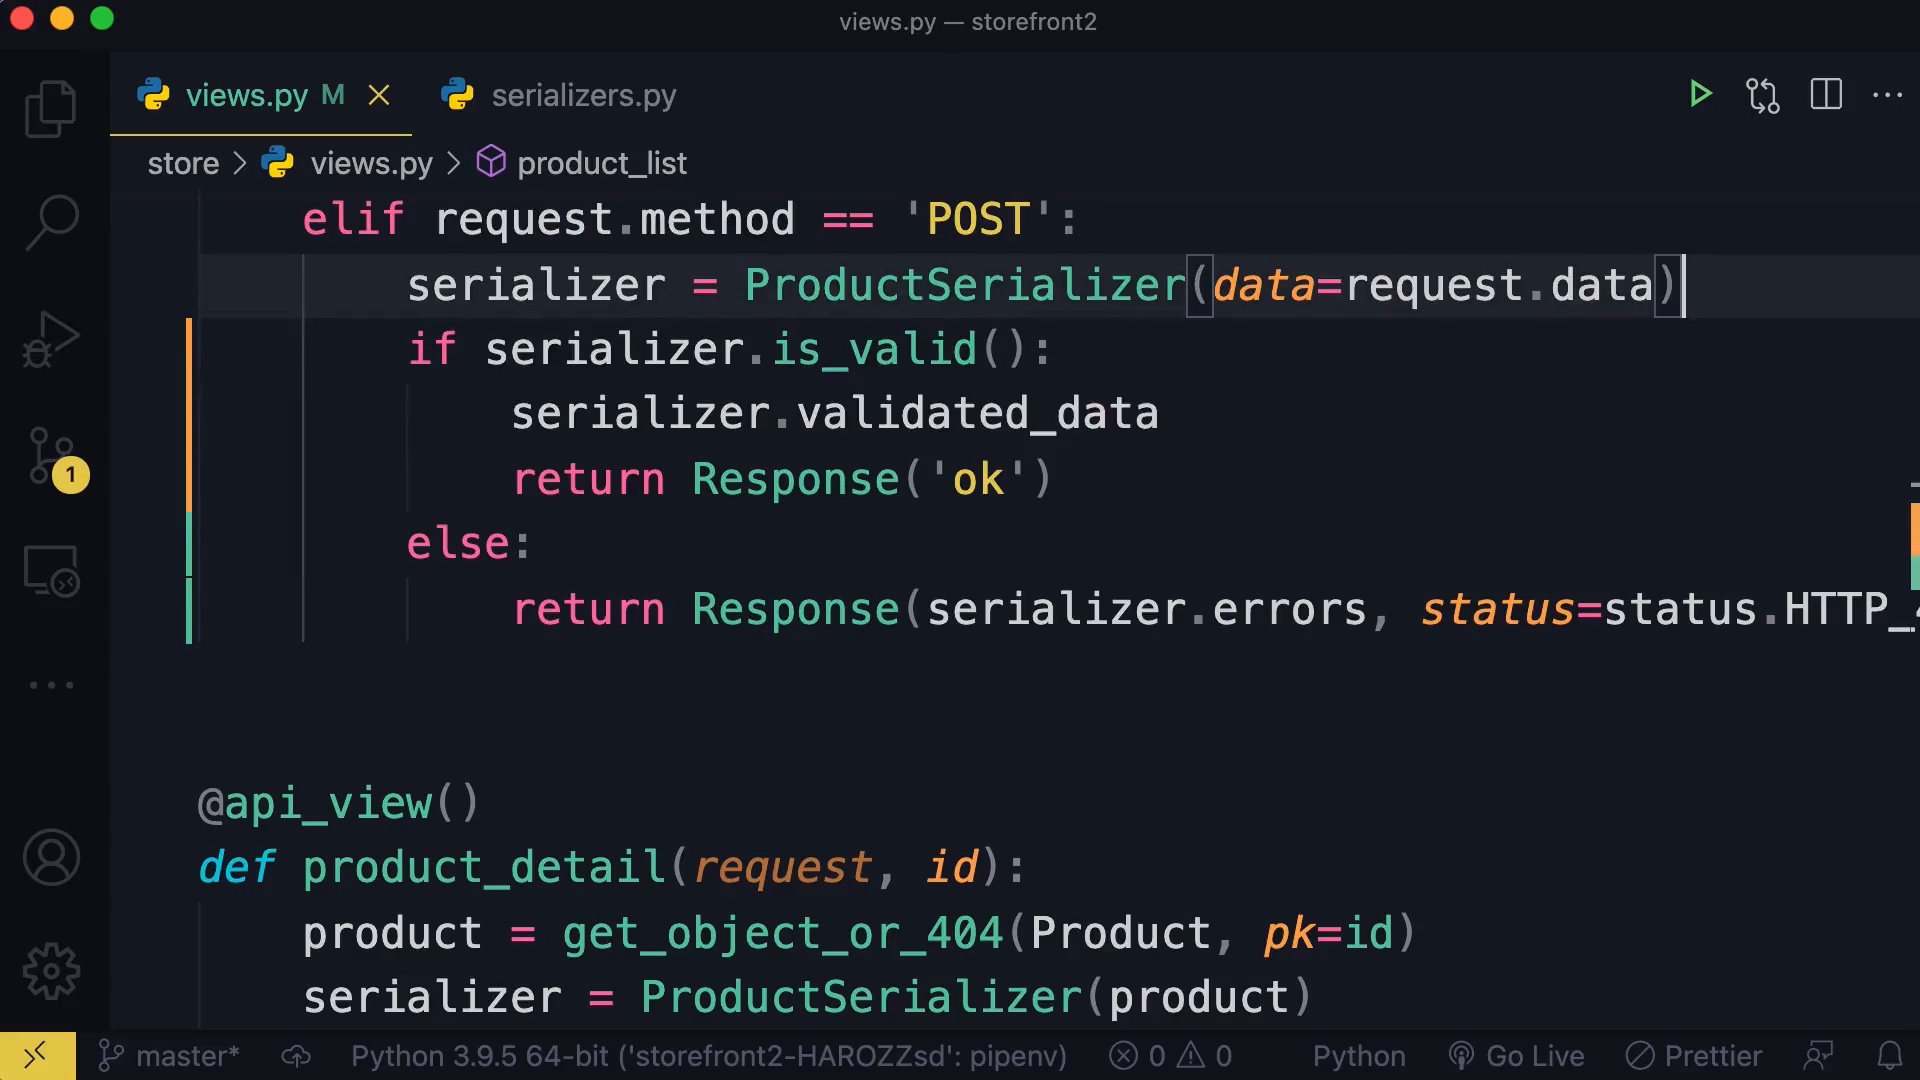 views.py — storefront2
views.py M
serializers.py
store > views.py > product_list
elif request.method == 'POST':
serializer = ProductSerializer(data=request.data)
if serializer.is_valid():
serializer.validated_data
return Response('ok')
else:
return Response(serializer.errors, status=status.HTTP_
@api_view()
def product_detail(request, id):
product = get_object_or_404(Product, pk=id)
serializer = ProductSerializer(product)
1
master* Python 3.9.5 64-bit ('storefront2-HAROZZsd': pipenv) 0 0 Python Go Live Prettier